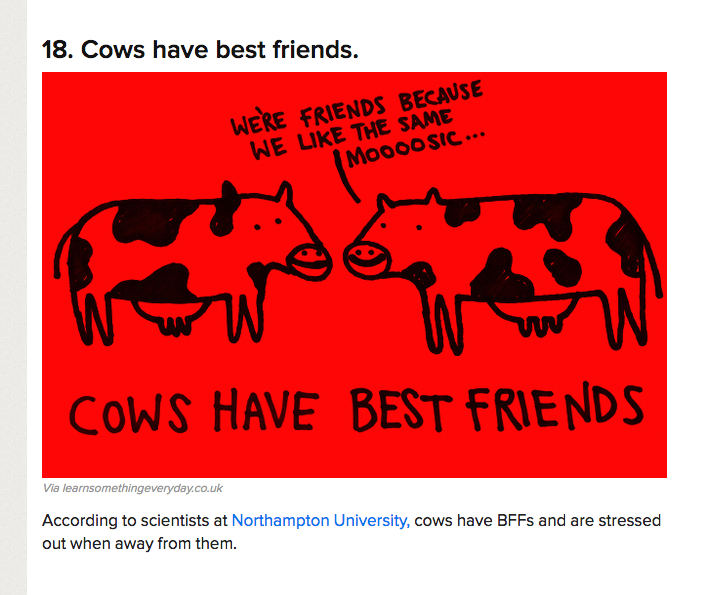 18. Cows have best friends.
WE'RE FRIENDS BECAUSE
WE LIKE THE SAME
MOOOOSIC...
COWS HAVE BEST FRIENDS
Via learnsomethingeveryday.co.uk
According to scientists at Northampton University, cows have BFFs and are stressed
out when away from them.